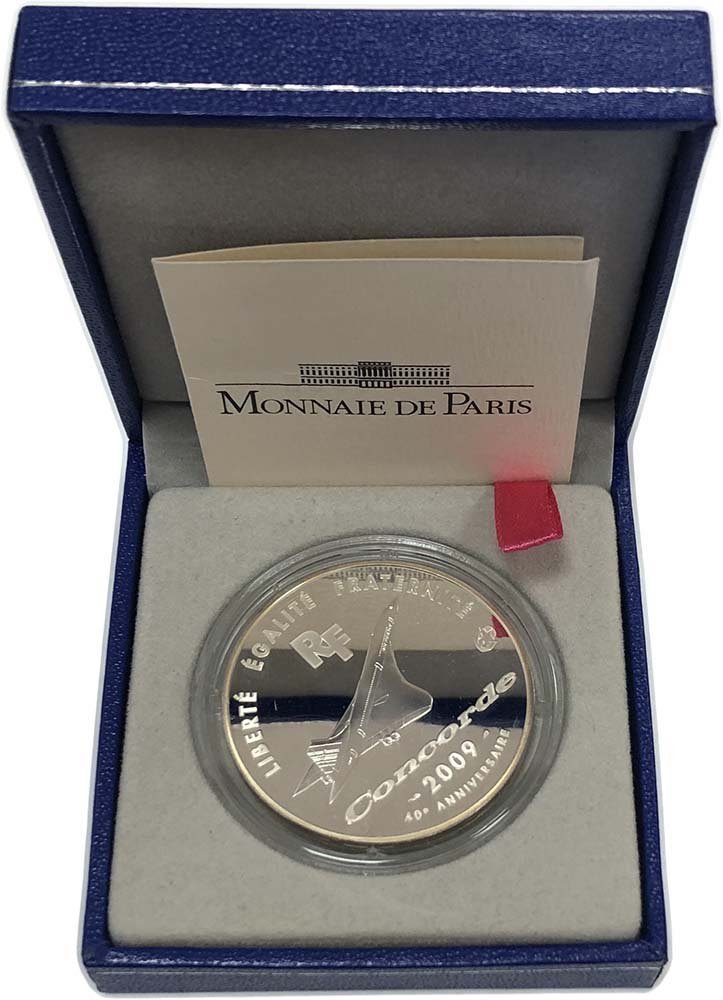 MONNAIE DE PARIS
LIBERTÉ ÉGALITÉ FRATERNITÉ
RF
Concorde
2009
40e ANNIVERSAIRE